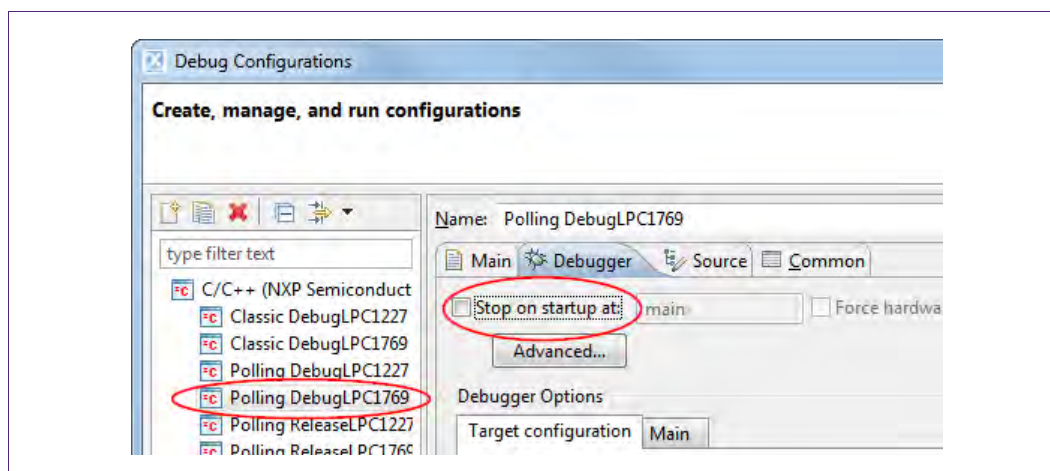 Debug Configurations
Create, manage, and run configurations
Name: Polling DebugLPC1769
type filter text
Main Debugger Source Common
C/C++ (NXP Semiconduct
Classic DebugLPC1227
Classic DebugLPC1769
Polling DebugLPC1227
Polling DebugLPC1769
Polling ReleaseLPC1227
Polling ReleaseLPC1769
Stop on startup at: main Force hardwa
Advanced...
Debugger Options
Target configuration Main